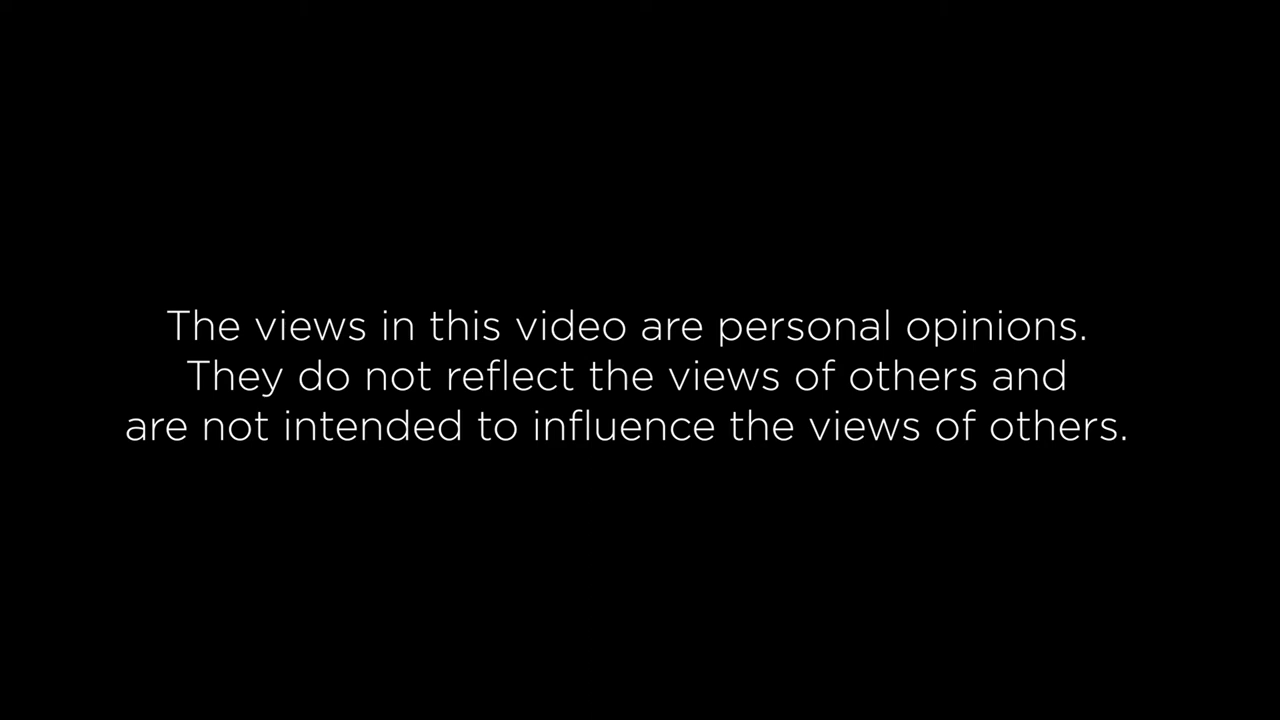 The views in this video are personal opinions.
They do not reflect the views of others and
are not intended to influence the views of others.